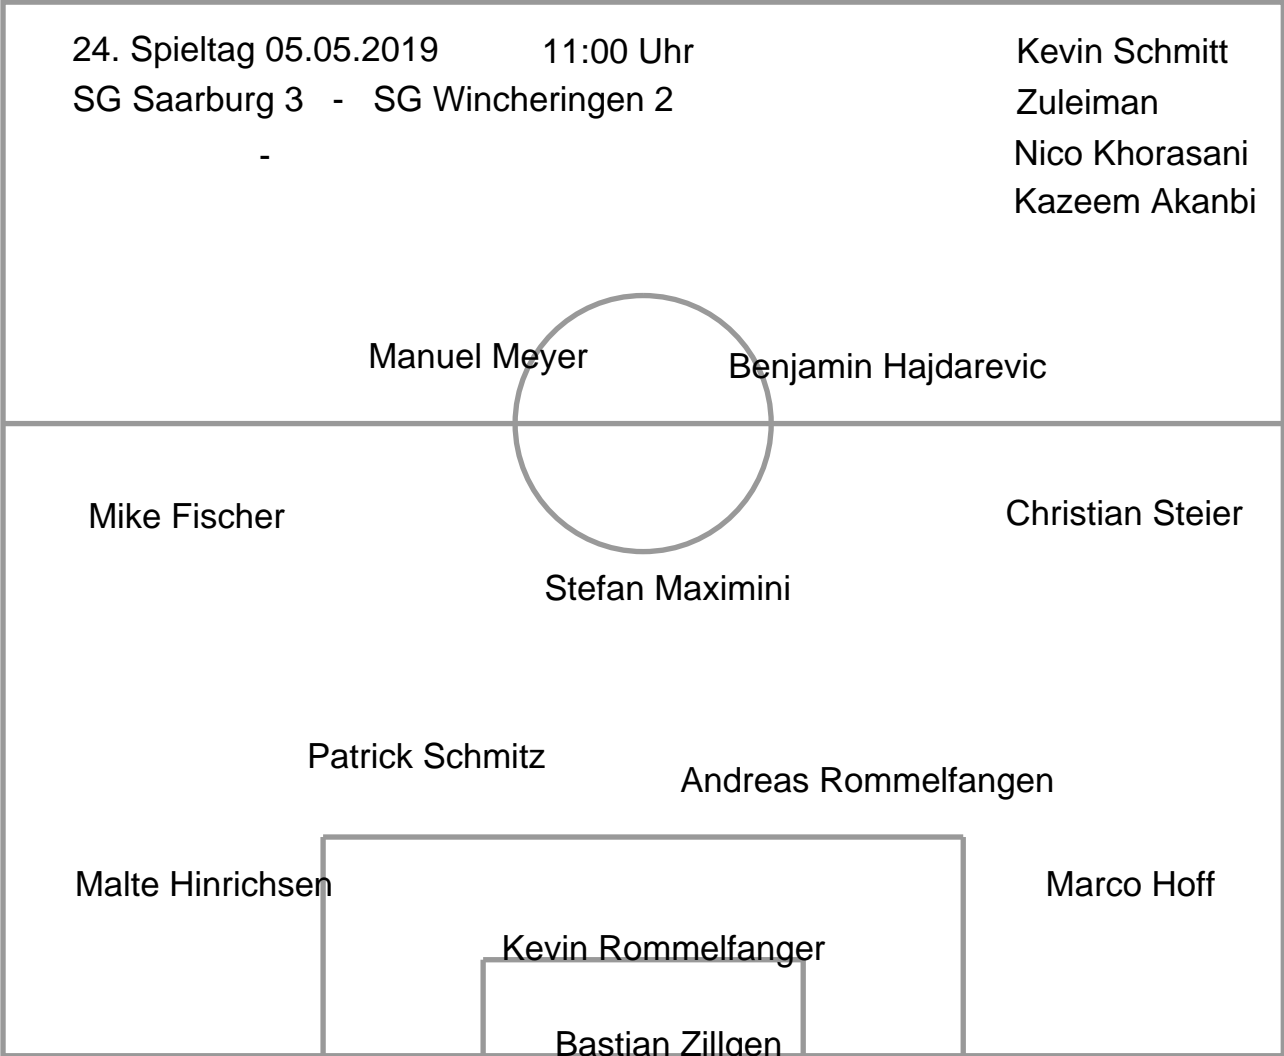 24. Spieltag 05.05.2019 11:00 Uhr Kevin Schmitt
SG Saarburg 3 - SG Wincheringen 2 Zuleiman
- Nico Khorasani
Kazeem Akanbi
Manuel Meyer Benjamin Hajdarevic
Mike Fischer Christian Steier
Stefan Maximini
Patrick Schmitz Andreas Rommelfangen
Malte Hinrichsen Marco Hoff
Kevin Rommelfanger
Bastian Zillgen